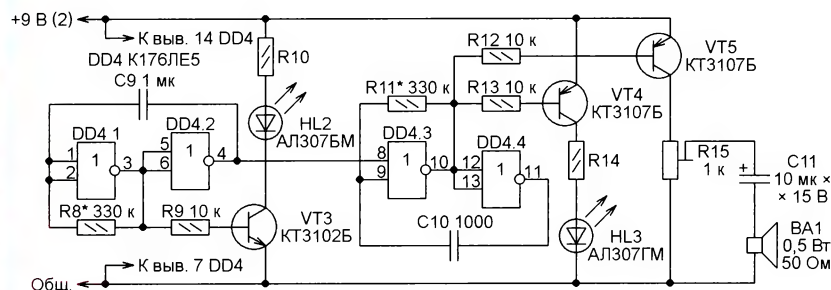 +9 В (2)
К выв. 14 DD4
DD4 К176ЛЕ5
C9 1 мк
R10
HL2
АЛ307БМ
R12 10 к
R11* 330 к
R13 10 к
VT5
КТ3107Б
VT4
КТ3107Б
DD4.1
1
1
2
3
DD4.2
1
5
6
4
DD4.3
1
8
9
10
DD4.4
1
12
13
11
R14
R15
1 к
+
C11
10 мк ×
× 15 В
R8* 330 к
R9 10 к
VT3
КТ3102Б
C10 1000
HL3
АЛ307ГМ
BA1
0,5 Вт
50 Ом
К выв. 7 DD4
Общ.